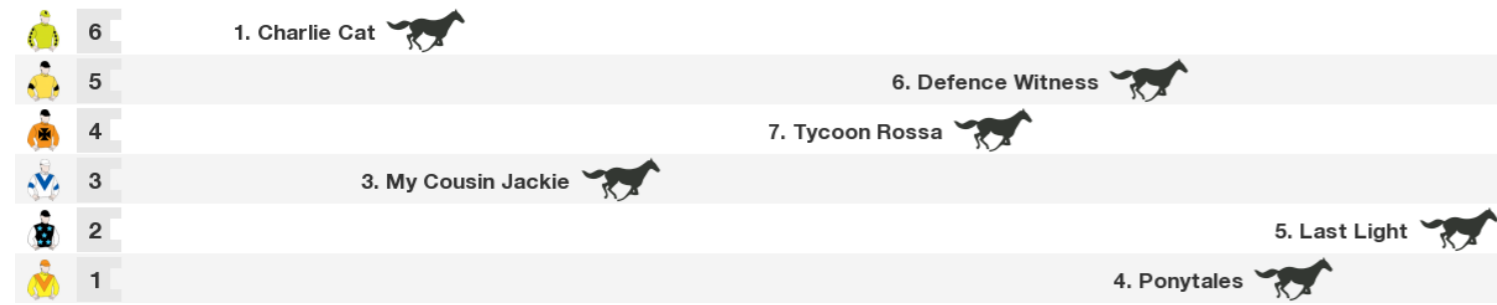 6 1. Charlie Cat
5 6. Defence Witness
4 7. Tycoon Rossa
3 3. My Cousin Jackie
2 5. Last Light
1 4. Ponytales